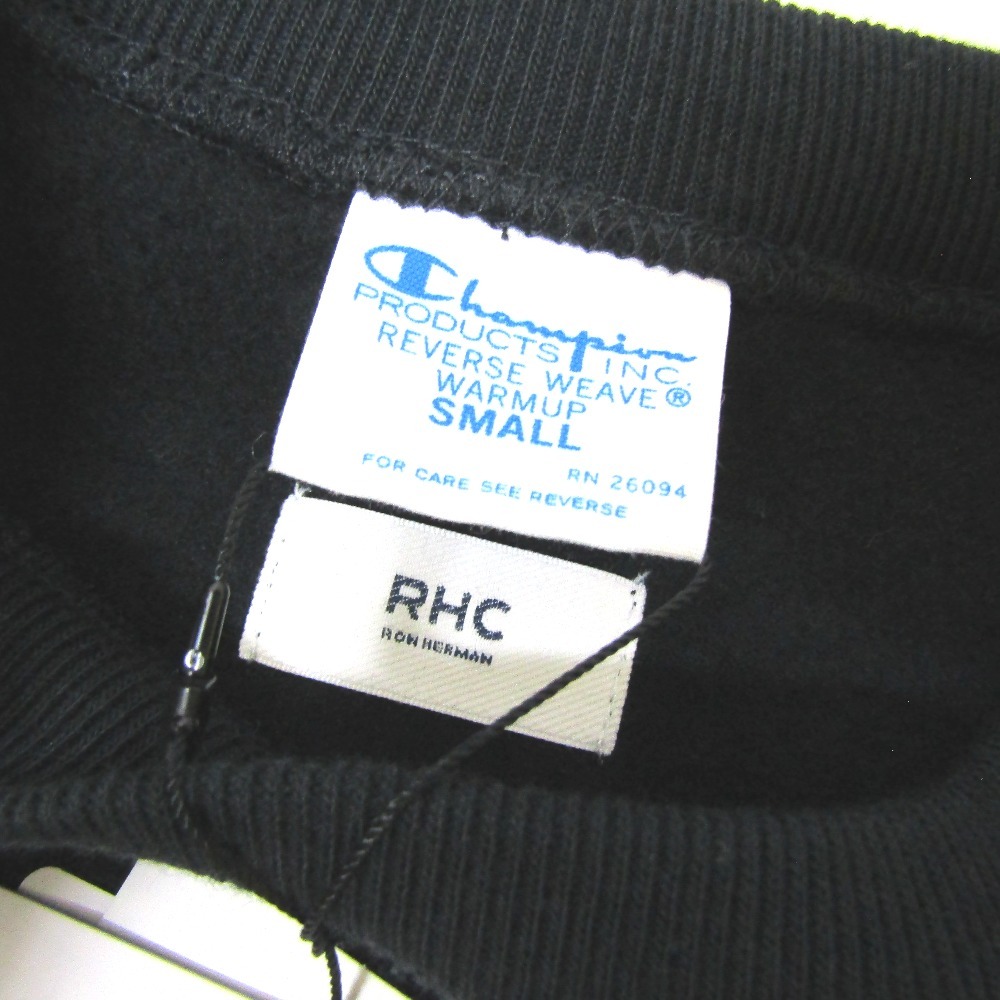 Champion
PRODUCTS INC.
REVERSE WEAVE®
WARMUP
SMALL
RN 26094
FOR CARE SEE REVERSE
RHC
RON HERMAN